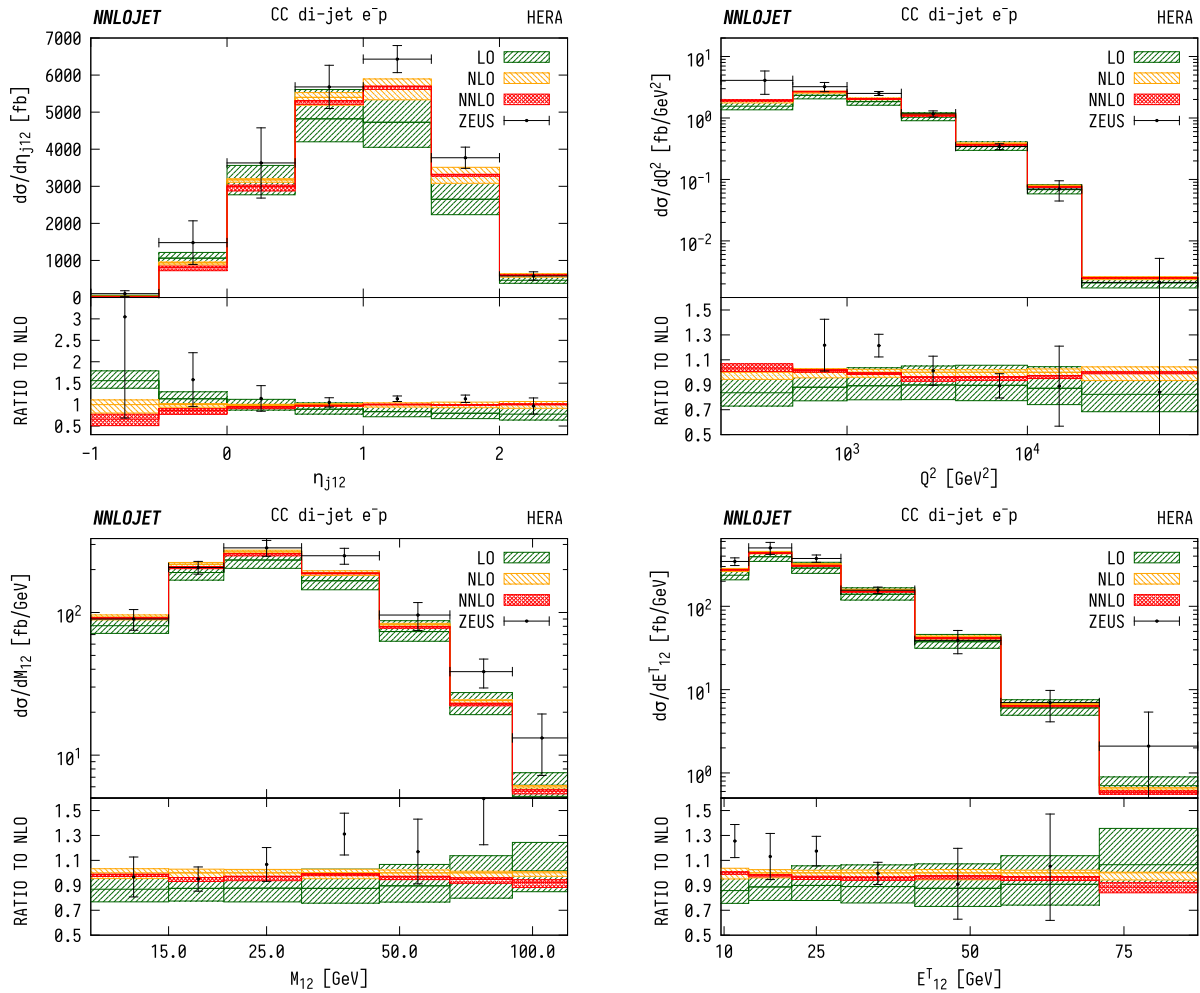 NNLOJET CC di-jet e⁻p HERA
dσ/dη_j12 [fb]
7000
6000
5000
4000
3000
2000
1000
0
LO
NLO
NNLO
ZEUS
RATIO TO NLO
3
2.5
2
1.5
1
0.5
-1 0 1 2
η_j12
NNLOJET CC di-jet e⁻p HERA
dσ/dQ² [fb/GeV²]
10¹
10⁰
10⁻¹
10⁻²
LO
NLO
NNLO
ZEUS
RATIO TO NLO
1.5
1.3
1.1
0.9
0.7
0.5
10³ 10⁴
Q² [GeV²]
NNLOJET CC di-jet e⁻p HERA
dσ/dM₁₂ [fb/GeV]
10²
10¹
LO
NLO
NNLO
ZEUS
RATIO TO NLO
1.5
1.3
1.1
0.9
0.7
0.5
15.0 25.0 50.0 100.0
M₁₂ [GeV]
NNLOJET CC di-jet e⁻p HERA
dσ/dEᵀ₁₂ [fb/GeV]
10²
10¹
10⁰
LO
NLO
NNLO
ZEUS
RATIO TO NLO
1.5
1.3
1.1
0.9
0.7
0.5
10 25 50 75
Eᵀ₁₂ [GeV]